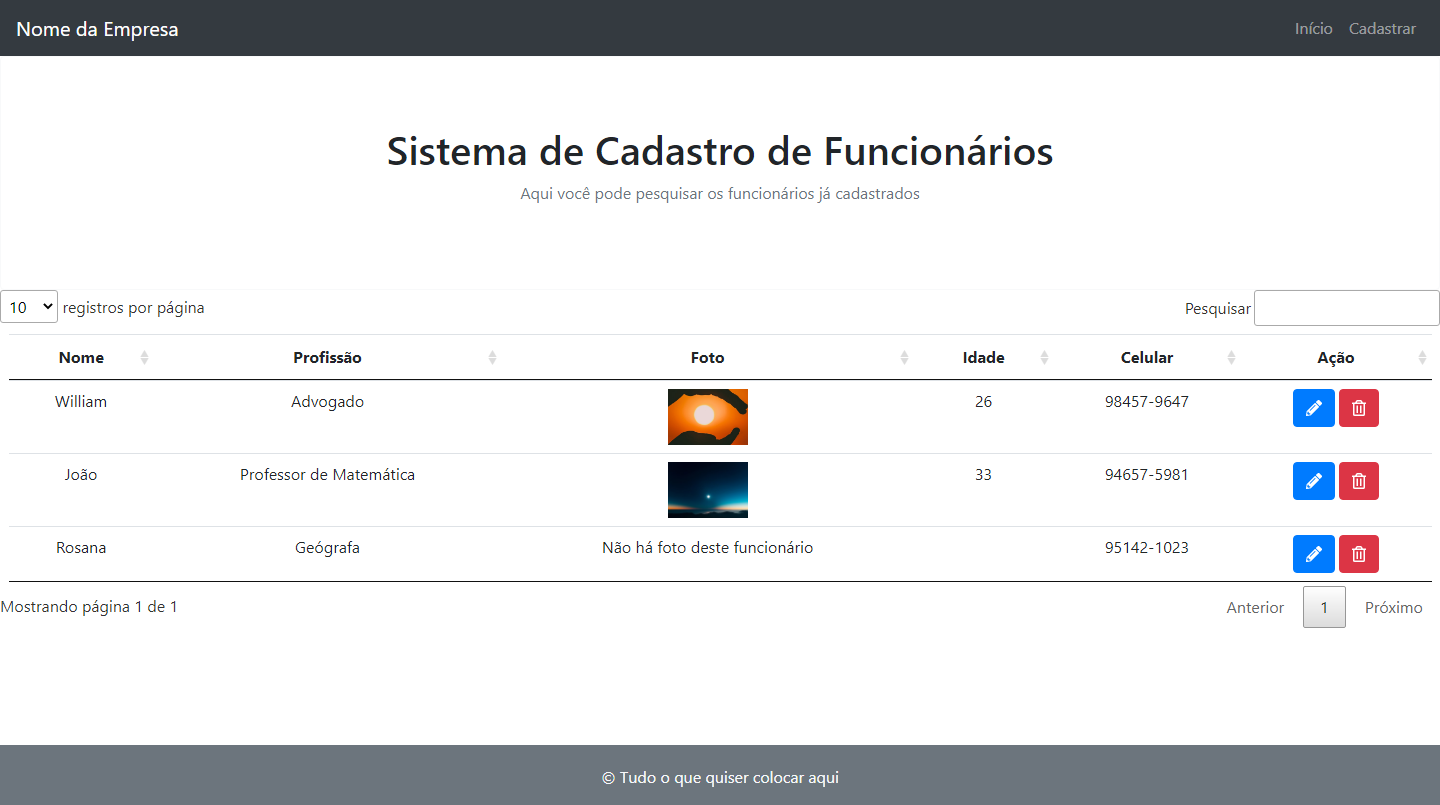 Nome da Empresa Início Cadastrar
Sistema de Cadastro de Funcionários
Aqui você pode pesquisar os funcionários já cadastrados
10 registros por página Pesquisar
Nome Profissão Foto Idade Celular Ação
William Advogado 26 98457-9647
João Professor de Matemática 33 94657-5981
Rosana Geógrafa Não há foto deste funcionário 95142-1023
Mostrando página 1 de 1 Anterior 1 Próximo
© Tudo o que quiser colocar aqui